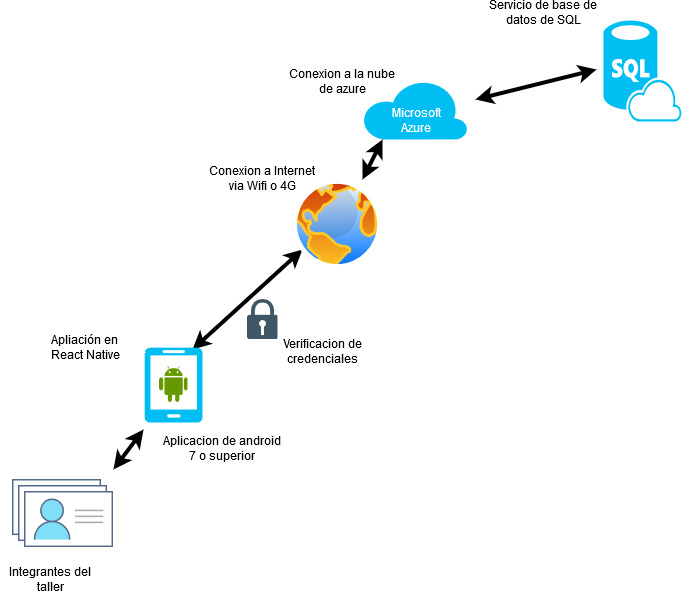 Servicio de base de
datos de SQL
SQL
Conexion a la nube
de azure
Microsoft
Azure
Conexion a Internet
via Wifi o 4G
Verificacion de
credenciales
Apliación en
React Native
Aplicacion de android
7 o superior
Integrantes del
taller